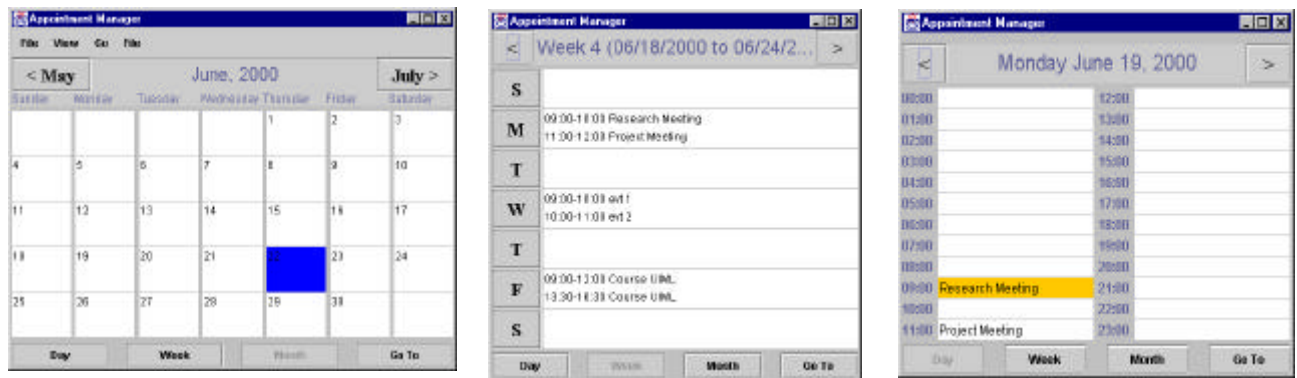 Appointment Manager
File View Go File
< May June, 2000 July >
Sunday Monday Tuesday Wednesday Thursday Friday Saturday
1 2 3
4 5 6 7 8 9 10
11 12 13 14 15 16 17
18 19 20 21 22 23 24
25 26 27 28 29 30
Day Week Month Go To
Appointment Manager
< Week 4 (06/18/2000 to 06/24/2... >
S
M
09:00-10:00 Research Meeting
11:00-12:00 Project Meeting
T
W
09:00-10:00 evt 1
10:00-11:00 evt 2
T
F
09:00-12:00 Course UIML
13:30-16:30 Course UIML
S
Day Week Month Go To
Appointment Manager
< Monday June 19, 2000 >
00:00 12:00
01:00 13:00
02:00 14:00
03:00 15:00
04:00 16:00
05:00 17:00
06:00 18:00
07:00 19:00
08:00 20:00
09:00 Research Meeting 21:00
10:00 22:00
11:00 Project Meeting 23:00
Day Week Month Go To